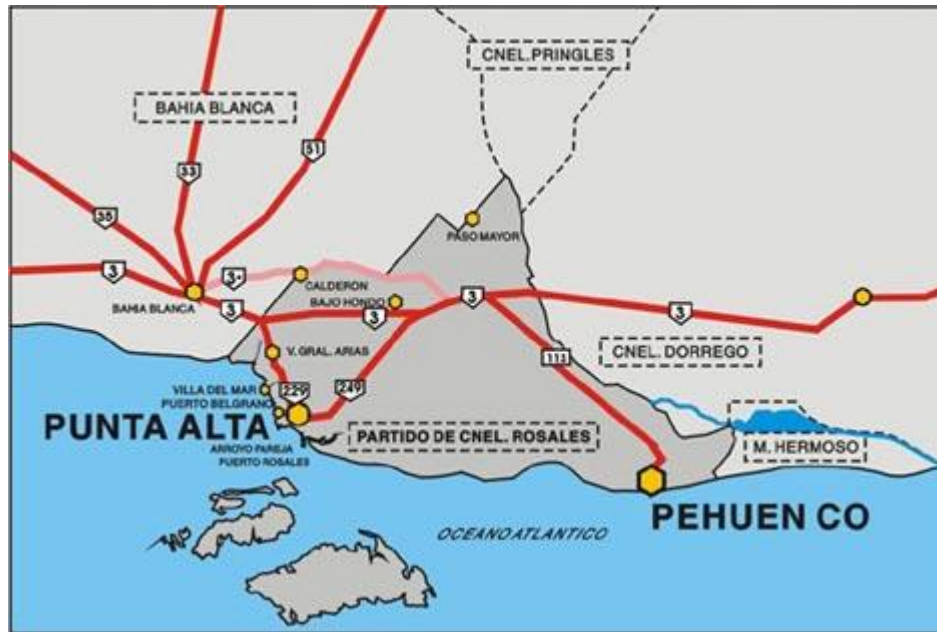 CNEL.PRINGLES
BAHIA BLANCA
51
33
35
PASO MAYOR
3
3*
CALDERON
3
BAJO HONDO
3
3
3
BAHIA BLANCA
V. GRAL. ARIAS
CNEL. DORREGO
VILLA DEL MAR
229
249
PUERTO BELGRANO
PUNTA ALTA
PARTIDO DE CNEL. ROSALES
M. HERMOSO
ARROYO PAREJA
PUERTO ROSALES
PEHUEN CO
OCEANO ATLANTICO